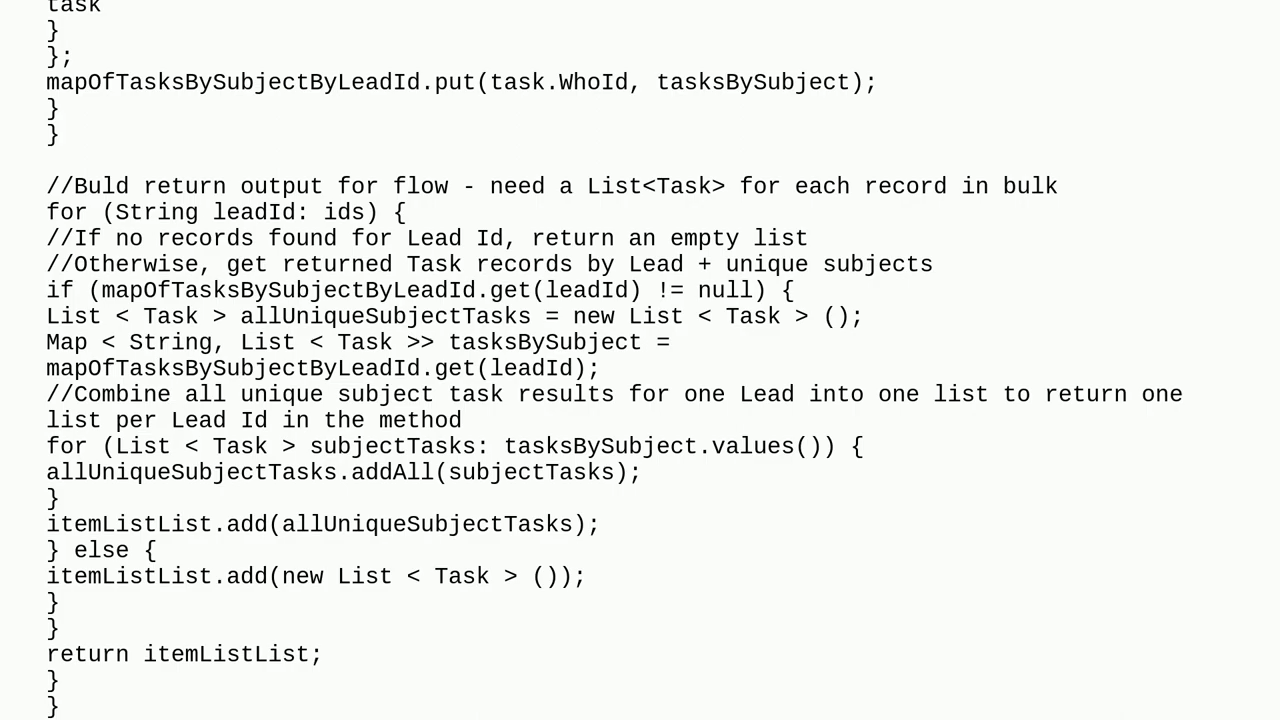 task
}
};
mapOfTasksBySubjectByLeadId.put(task.WhoId, tasksBySubject);
}
}
//Buld return output for flow - need a List<Task> for each record in bulk
for (String leadId: ids) {
//If no records found for Lead Id, return an empty list
//Otherwise, get returned Task records by Lead + unique subjects
if (mapOfTasksBySubjectByLeadId.get(leadId) != null) {
List < Task > allUniqueSubjectTasks = new List < Task > ();
Map < String, List < Task >> tasksBySubject =
mapOfTasksBySubjectByLeadId.get(leadId);
//Combine all unique subject task results for one Lead into one list to return one
list per Lead Id in the method
for (List < Task > subjectTasks: tasksBySubject.values()) {
allUniqueSubjectTasks.addAll(subjectTasks);
}
itemListList.add(allUniqueSubjectTasks);
} else {
itemListList.add(new List < Task > ());
}
}
return itemListList;
}
}